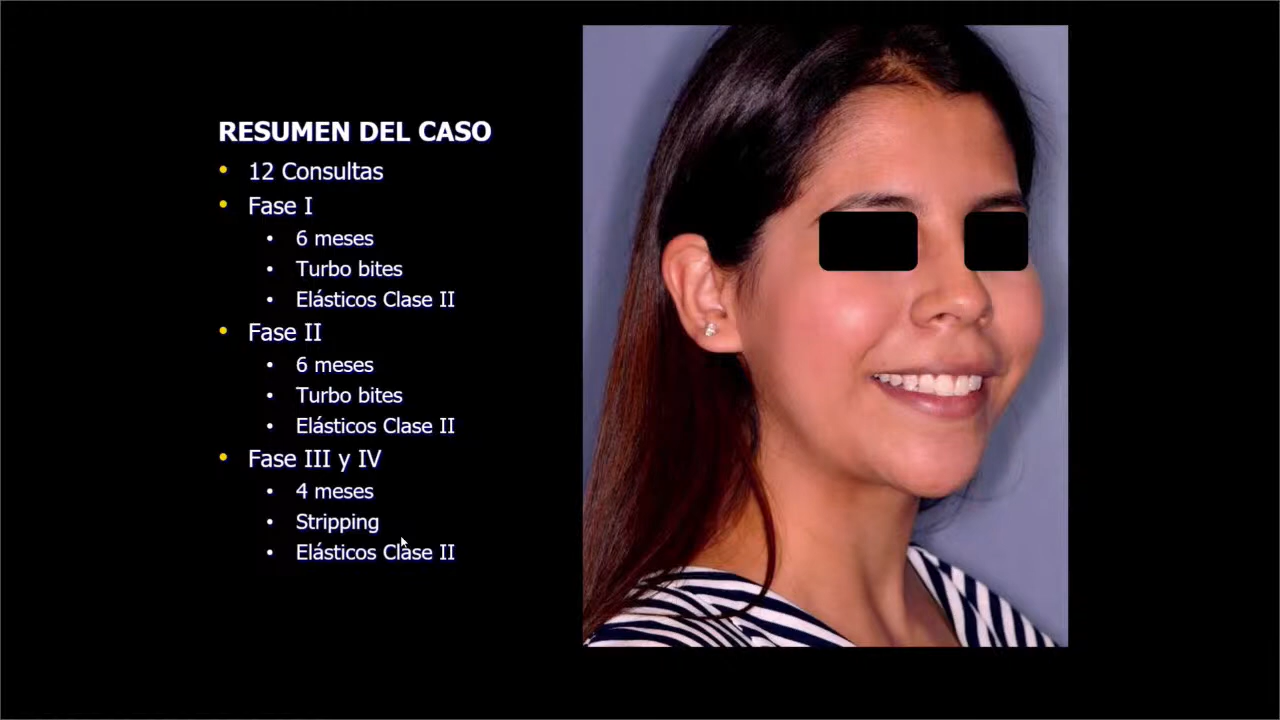 RESUMEN DEL CASO
• 12 Consultas
• Fase I
• 6 meses
• Turbo bites
• Elásticos Clase II
• Fase II
• 6 meses
• Turbo bites
• Elásticos Clase II
• Fase III y IV
• 4 meses
• Stripping
• Elásticos Clase II